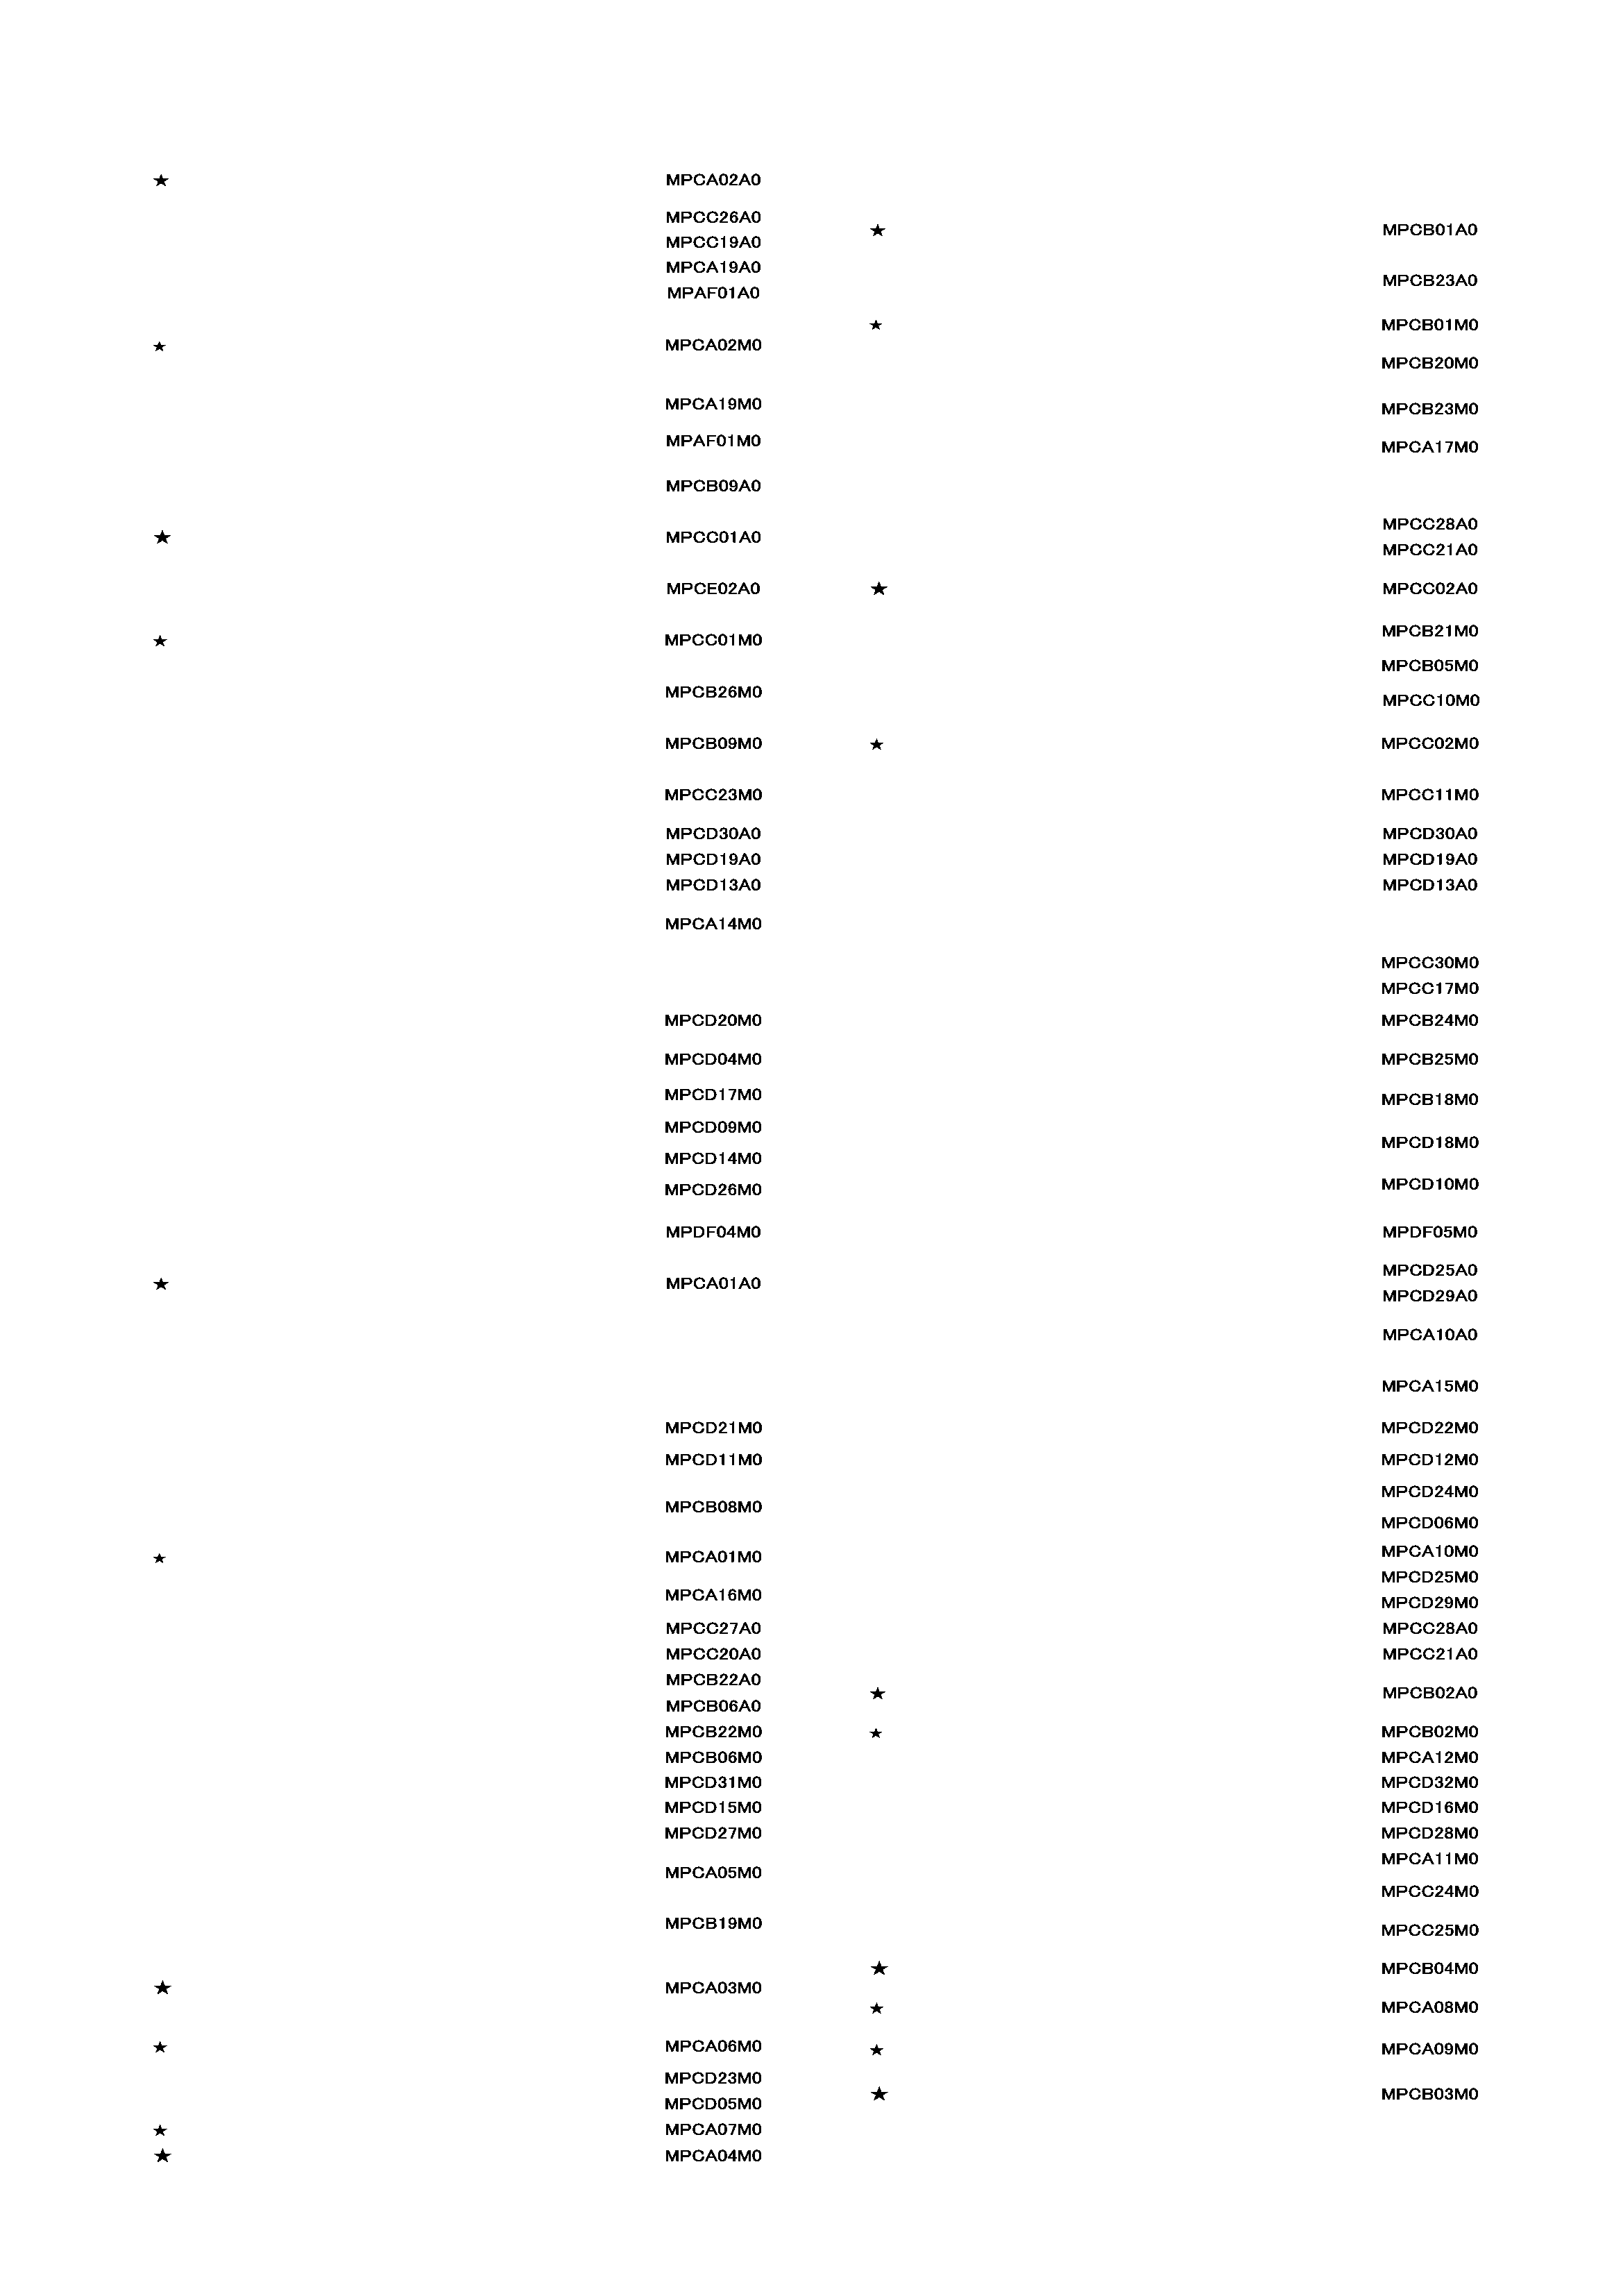 ★ MPCA02A0
MPCC26A0
MPCC19A0
MPCA19A0
MPAF01A0
★ MPCA02M0
MPCA19M0
MPAF01M0
MPCB09A0
★ MPCC01A0
MPCE02A0
★ MPCC01M0
MPCB26M0
MPCB09M0
MPCC23M0
MPCD30A0
MPCD19A0
MPCD13A0
MPCA14M0
MPCD20M0
MPCD04M0
MPCD17M0
MPCD09M0
MPCD14M0
MPCD26M0
MPDF04M0
★ MPCA01A0
MPCD21M0
MPCD11M0
MPCB08M0
★ MPCA01M0
MPCA16M0
MPCC27A0
MPCC20A0
MPCB22A0
MPCB06A0
MPCB22M0
MPCB06M0
MPCD31M0
MPCD15M0
MPCD27M0
MPCA05M0
MPCB19M0
★ MPCA03M0
★ MPCA06M0
MPCD23M0
MPCD05M0
★ MPCA07M0
★ MPCA04M0
★ MPCB01A0
MPCB23A0
★ MPCB01M0
MPCB20M0
MPCB23M0
MPCA17M0
MPCC28A0
MPCC21A0
★ MPCC02A0
MPCB21M0
MPCB05M0
MPCC10M0
★ MPCC02M0
MPCC11M0
MPCD30A0
MPCD19A0
MPCD13A0
MPCC30M0
MPCC17M0
MPCB24M0
MPCB25M0
MPCB18M0
MPCD18M0
MPCD10M0
MPDF05M0
MPCD25A0
MPCD29A0
MPCA10A0
MPCA15M0
MPCD22M0
MPCD12M0
MPCD24M0
MPCD06M0
MPCA10M0
MPCD25M0
MPCD29M0
MPCC28A0
MPCC21A0
★ MPCB02A0
★ MPCB02M0
MPCA12M0
MPCD32M0
MPCD16M0
MPCD28M0
MPCA11M0
MPCC24M0
MPCC25M0
★ MPCB04M0
★ MPCA08M0
★ MPCA09M0
★ MPCB03M0